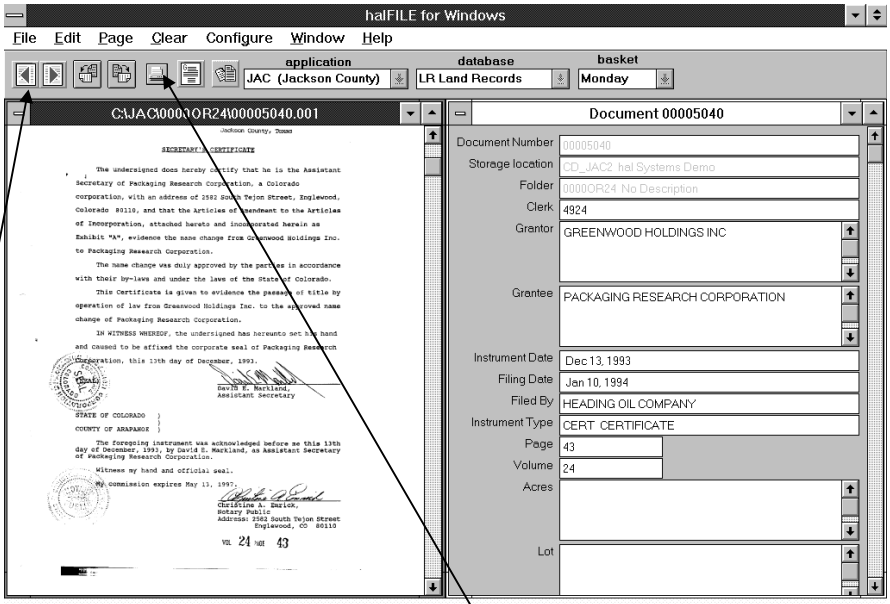 halFILE for Windows
File Edit Page Clear Configure Window Help
application database basket
JAC (Jackson County) LR Land Records Monday
C:\JAC\0000OR24\00005040.001
Jackson County, Texas
SECRETARY'S CERTIFICATE
The undersigned does hereby certify that he is the Assistant
Secretary of Packaging Research Corporation, a Colorado
corporation, with an address of 2582 South Tejon Street, Englewood,
Colorado 80110, and that the Articles of Amendment to the Articles
of Incorporation, attached hereto and incorporated herein as
Exhibit "A", evidence the name change from Greenwood Holdings Inc.
to Packaging Research Corporation.
The name change was duly approved by the parties in accordance
with their by-laws and under the laws of the State of Colorado.
This Certificate is given to evidence the passage of title by
operation of law from Greenwood Holdings Inc. to the approved name
change of Packaging Research Corporation.
IN WITNESS WHEREOF, the undersigned has hereunto set his hand
and caused to be affixed the corporate seal of Packaging Research
Corporation, this 13th day of December, 1993.
(SEAL)
David E. Markland,
Assistant Secretary
STATE OF COLORADO )
)
COUNTY OF ARAPAHOE )
The foregoing instrument was acknowledged before me this 13th
day of December, 1993, by David E. Markland, as Assistant Secretary
of Packaging Research Corporation.
Witness my hand and official seal.
My commission expires May 13, 1997.
Christine A. Emrick,
Notary Public
Address: 2582 South Tejon Street
Englewood, CO 80110
VOL 24 PAGE 43
Document 00005040
Document Number 00005040
Storage location CD_JAC2 hal Systems Demo
Folder 0000OR24 No Description
Clerk 4924
Grantor GREENWOOD HOLDINGS INC
Grantee PACKAGING RESEARCH CORPORATION
Instrument Date Dec 13, 1993
Filing Date Jan 10, 1994
Filed By HEADING OIL COMPANY
Instrument Type CERT CERTIFICATE
Page 43
Volume 24
Acres
Lot